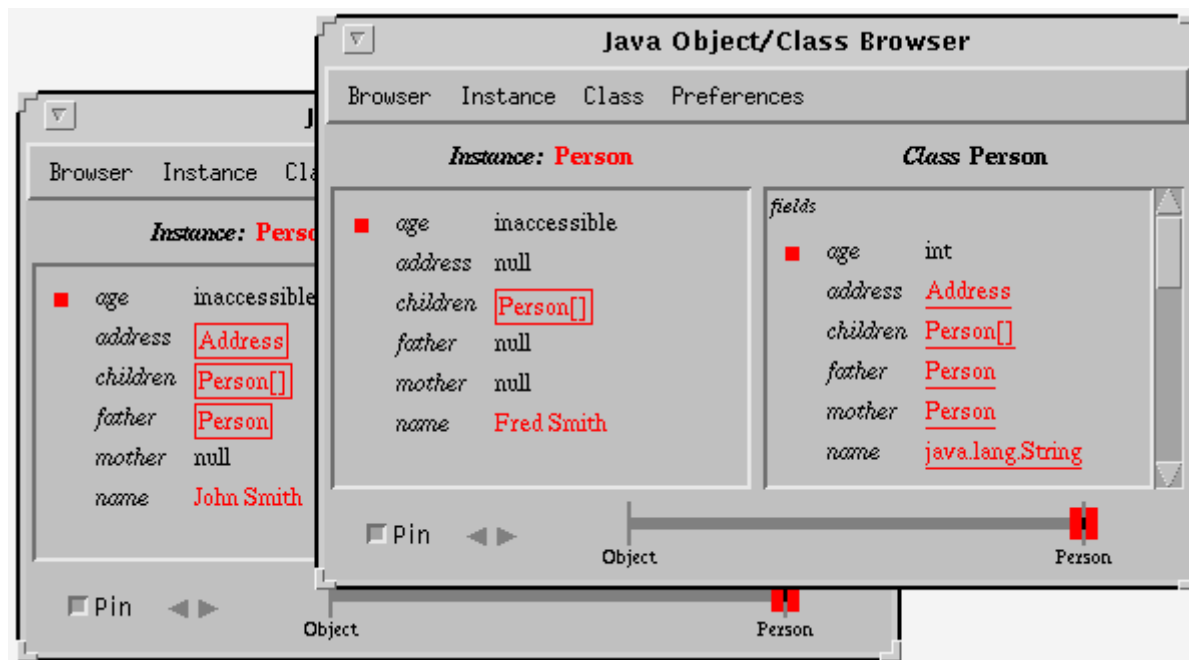 Java Object/Class Browser
Browser Instance Class Preferences
Instance: Person
Class Person
age inaccessible
address null
children Person[]
father null
mother null
name Fred Smith
fields
age int
address Address
children Person[]
father Person
mother Person
name java.lang.String
Pin
Object
Person
J
Browser Instance Cla
Instance: Perso
age inaccessible
address Address
children Person[]
father Person
mother null
name John Smith
Pin
Object
Person